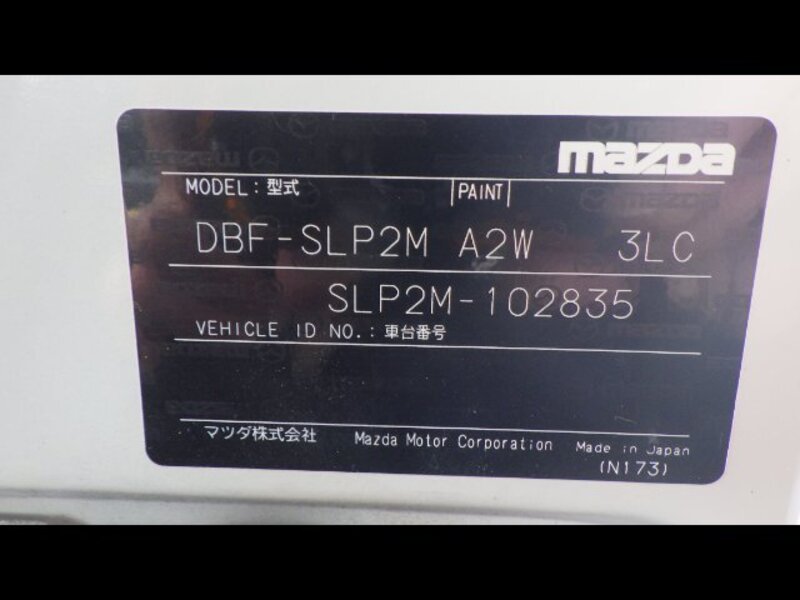 mazda
MODEL : 型式 PAINT
DBF-SLP2M A2W 3LC
SLP2M-102835
VEHICLE ID NO. : 車台番号
マツダ株式会社 Mazda Motor Corporation Made in Japan
(N173)